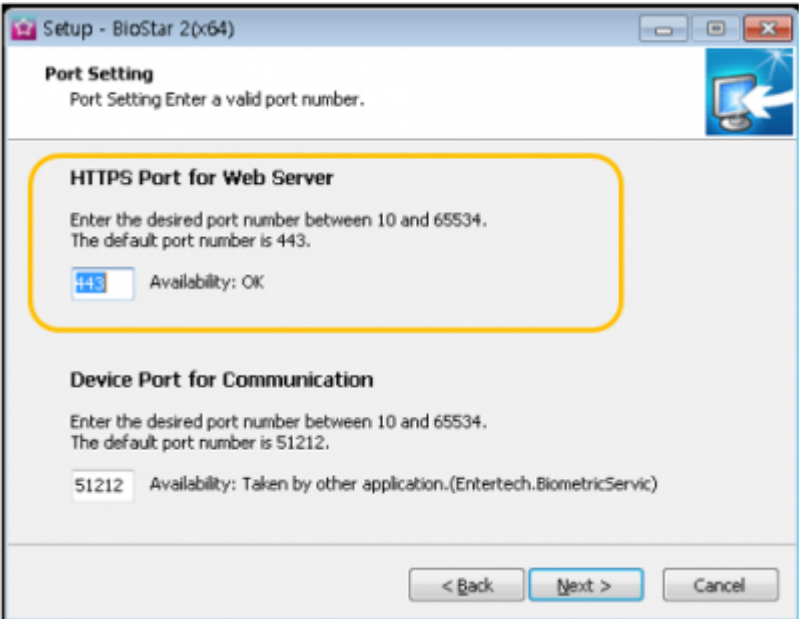 Setup - BioStar 2(x64)
Port Setting
Port Setting Enter a valid port number.
HTTPS Port for Web Server
Enter the desired port number between 10 and 65534.
The default port number is 443.
443 Availability: OK
Device Port for Communication
Enter the desired port number between 10 and 65534.
The default port number is 51212.
51212 Availability: Taken by other application.(Entertech.BiometricServic)
< Back Next > Cancel